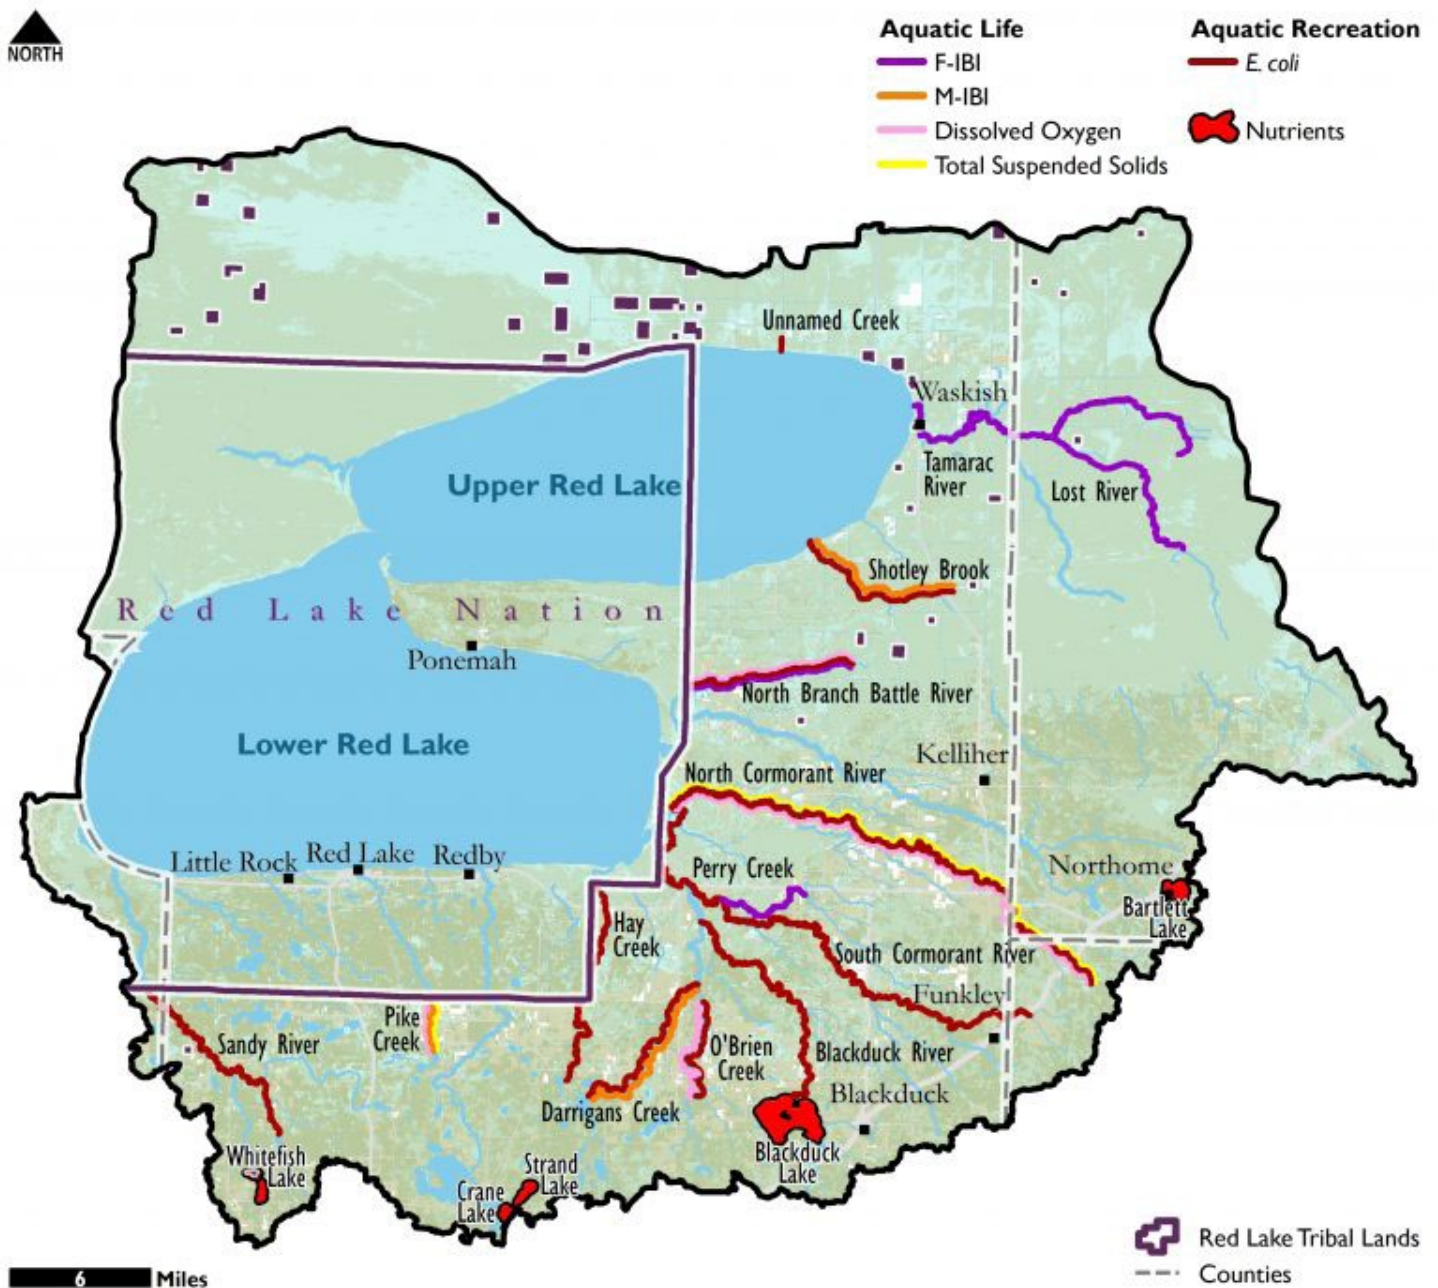 NORTH
Aquatic Life
F-IBI
M-IBI
Dissolved Oxygen
Total Suspended Solids
Aquatic Recreation
E. coli
Nutrients
Unnamed Creek
Waskish
Tamarac
River
Lost River
Upper Red Lake
Shotley Brook
Red Lake Nation
Ponemah
North Branch Battle River
Lower Red Lake
Kelliher
North Cormorant River
Little Rock
Red Lake
Redby
Perry Creek
Northome
Bartlett
Lake
Hay
Creek
South Cormorant River
Funkley
Pike
Creek
Sandy River
O'Brien
Creek
Blackduck River
Blackduck
Darrigans Creek
Blackduck
Lake
Whitefish
Lake
Strand
Lake
Crane
Lake
Red Lake Tribal Lands
Counties
6 Miles